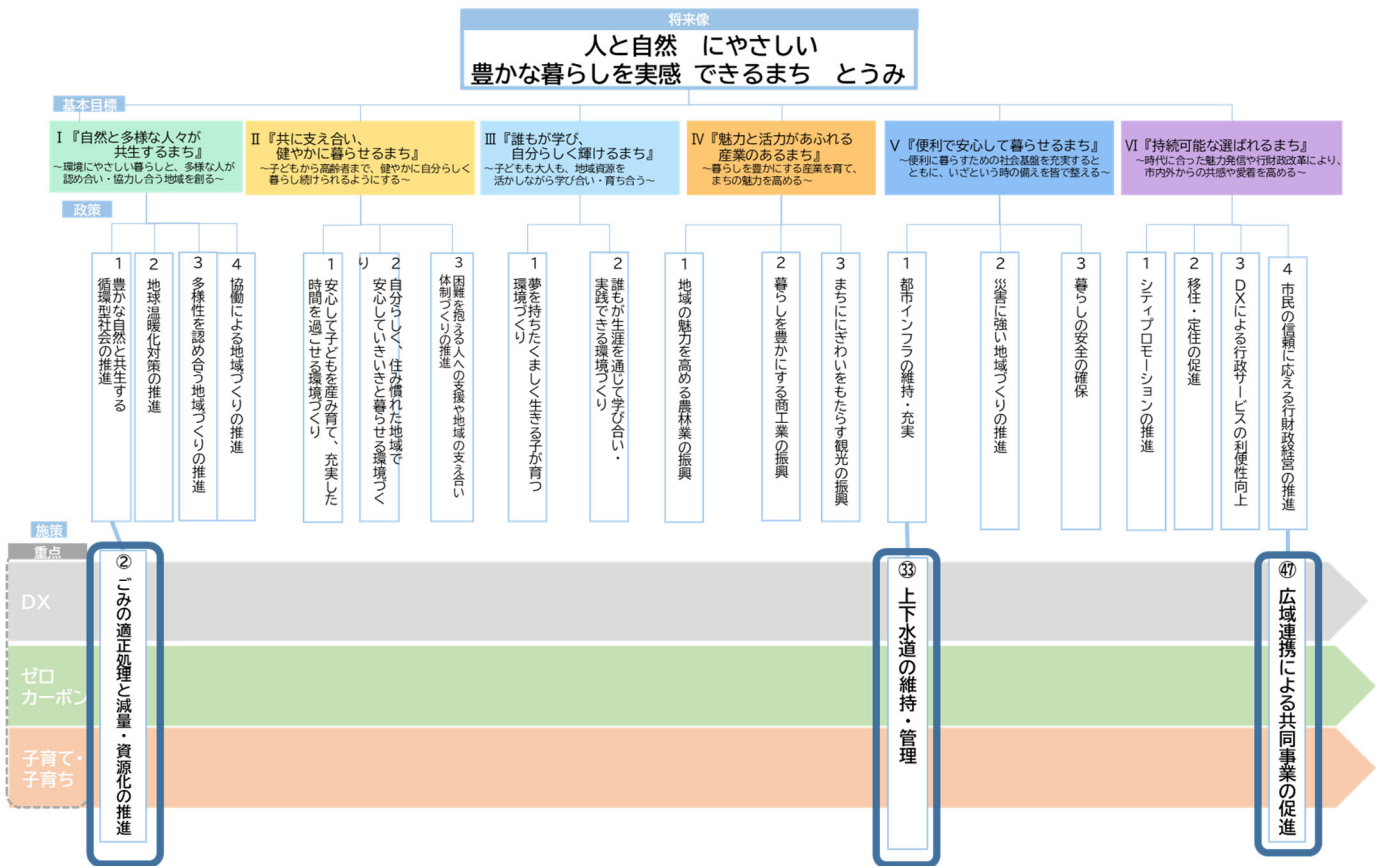 将来像
人と自然　にやさしい
豊かな暮らしを実感 できるまち　とうみ
基本目標
Ⅰ『自然と多様な人々が
共生するまち』
～環境にやさしい暮らしと、多様な人が
認め合い・協力し合う地域を創る～
Ⅱ『共に支え合い、
健やかに暮らせるまち』
～子どもから高齢者まで、健やかに自分らしく
暮らし続けられるようにする～
Ⅲ『誰もが学び、
自分らしく輝けるまち』
～子どもも大人も、地域資源を
活かしながら学び合い・育ち合う～
Ⅳ『魅力と活力があふれる
産業のあるまち』
～暮らしを豊かにする産業を育て、
まちの魅力を高める～
Ⅴ『便利で安心して暮らせるまち』
～便利に暮らすための社会基盤を充実すると
ともに、いざという時の備えを皆で整える～
Ⅵ『持続可能な選ばれるまち』
～時代に合った魅力発信や行財政改革により、
市内外からの共感や愛着を高める～
政策
1 豊かな自然と共生する
循環型社会の推進
2 地球温暖化対策の推進
3 多様性を認め合う地域づくりの推進
4 協働による地域づくりの推進
1 安心して子どもを産み育て、充実した
時間を過ごせる環境づくり
2 自分らしく、住み慣れた地域で
安心していきいきと暮らせる環境づく
り
3 困難を抱える人への支援や地域の支え合い
体制づくりの推進
1 夢を持ちたくましく生きる子が育つ
環境づくり
2 誰もが生涯を通じて学び合い・
実践できる環境づくり
1 地域の魅力を高める農林業の振興
2 暮らしを豊かにする商工業の振興
3 まちににぎわいをもたらす観光の振興
1 都市インフラの維持・充実
2 災害に強い地域づくりの推進
3 暮らしの安全の確保
1 シティプロモーションの推進
2 移住・定住の促進
3 DXによる行政サービスの利便性向上
4 市民の信頼に応える行財政経営の推進
施策
重点
DX
ゼロ
カーボン
子育て・
子育ち
② ごみの適正処理と減量・資源化の推進
㉝ 上下水道の維持・管理
㊼ 広域連携による共同事業の促進